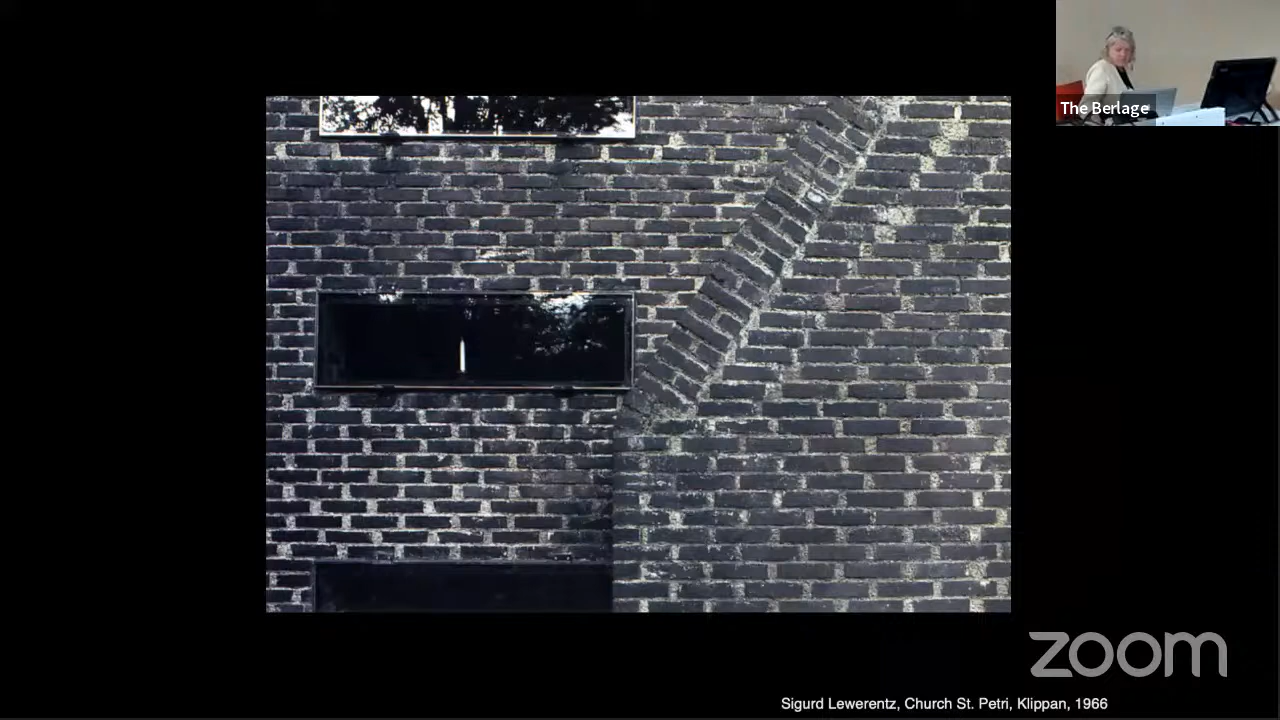 The Berlage
zoom
Sigurd Lewerentz, Church St. Petri, Klippan, 1966